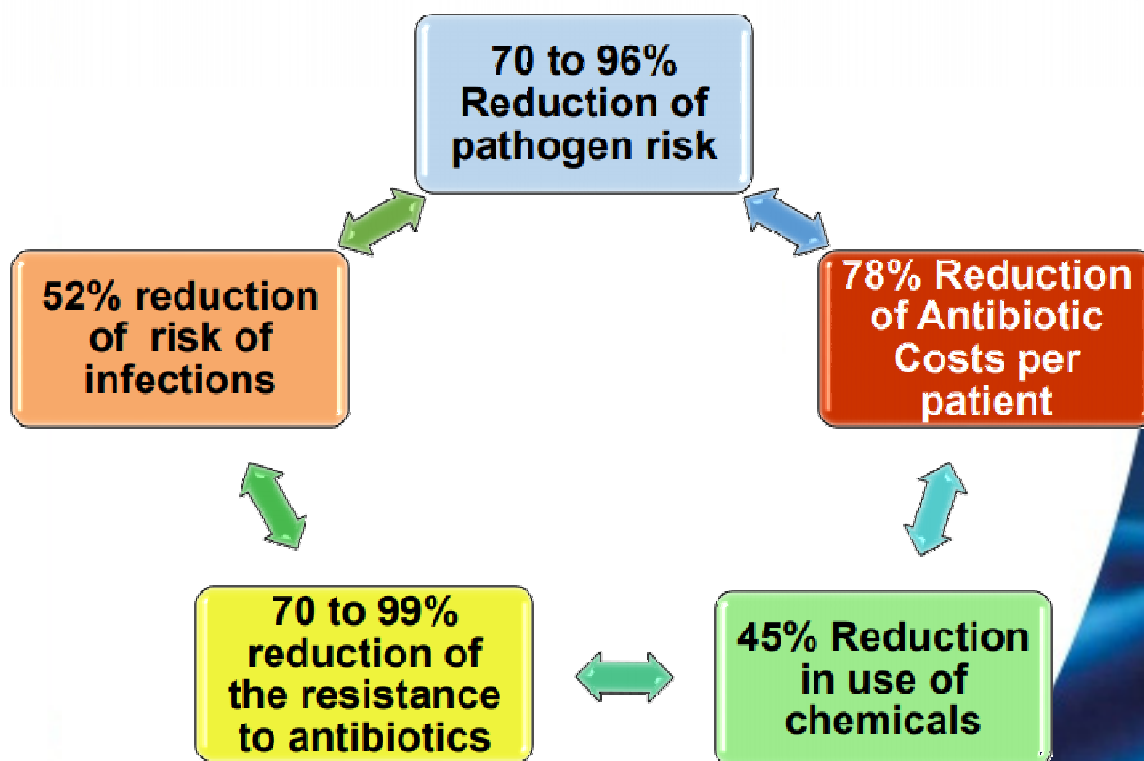 70 to 96%
Reduction of
pathogen risk
52% reduction
of risk of
infections
78% Reduction
of Antibiotic
Costs per
patient
70 to 99%
reduction of
the resistance
to antibiotics
45% Reduction
in use of
chemicals